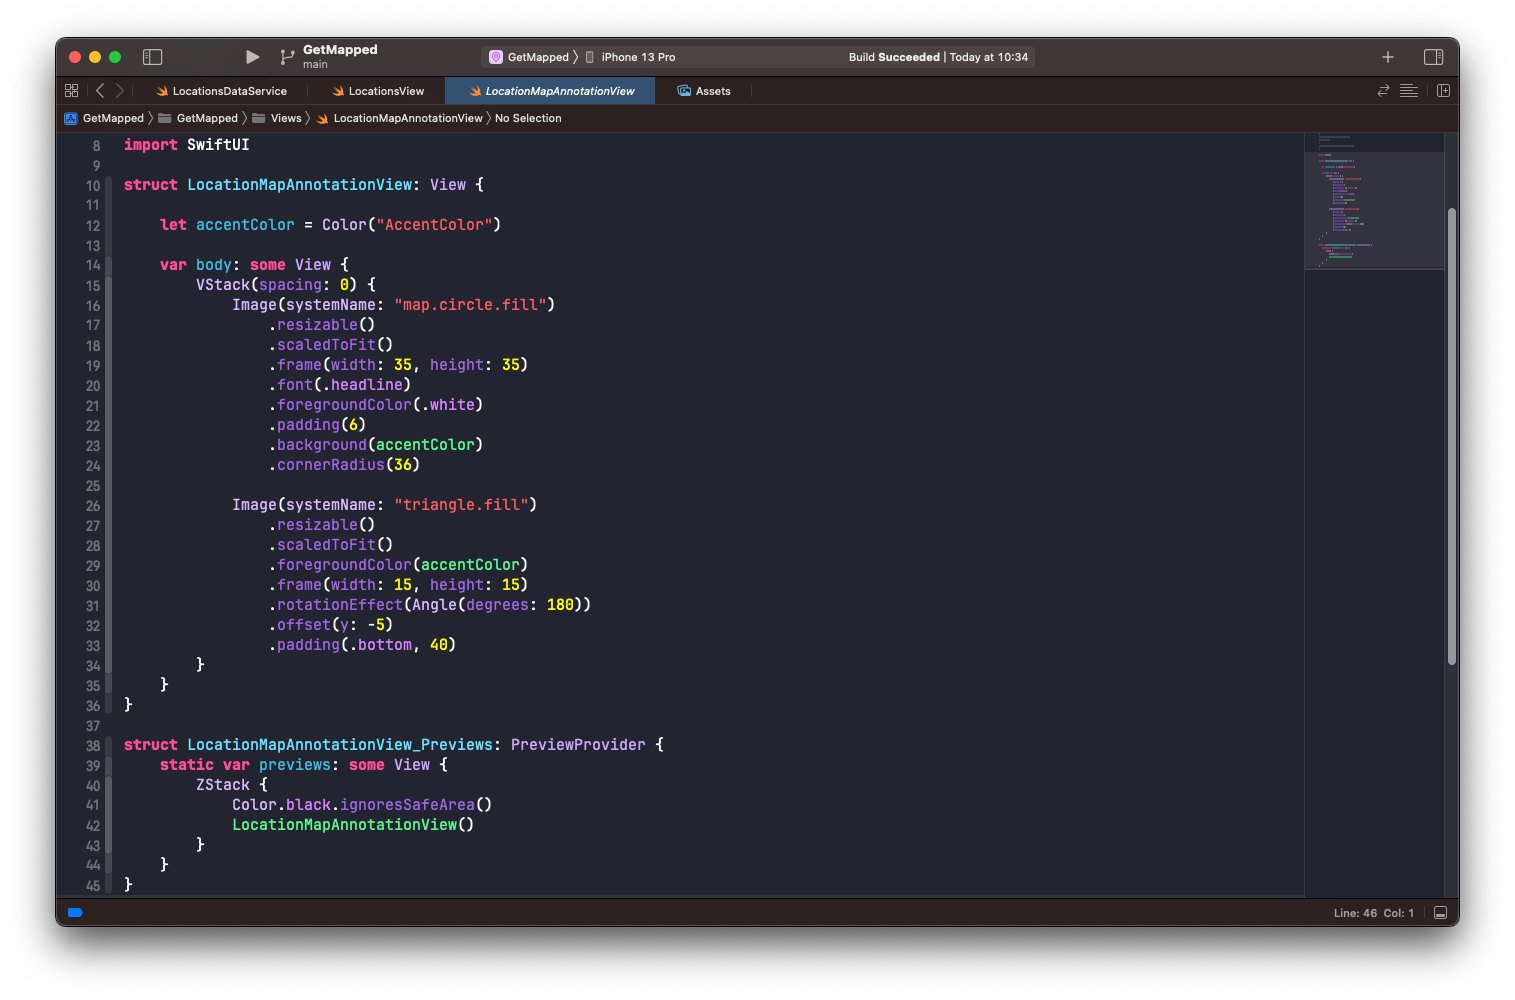 GetMapped
main
GetMapped 〉 iPhone 13 Pro
Build Succeeded | Today at 10:34
LocationsDataService
LocationsView
LocationMapAnnotationView
Assets
GetMapped 〉 GetMapped 〉 Views 〉 LocationMapAnnotationView 〉 No Selection
8 import SwiftUI
9
10 struct LocationMapAnnotationView: View {
11
12     let accentColor = Color("AccentColor")
13
14     var body: some View {
15         VStack(spacing: 0) {
16             Image(systemName: "map.circle.fill")
17                 .resizable()
18                 .scaledToFit()
19                 .frame(width: 35, height: 35)
20                 .font(.headline)
21                 .foregroundColor(.white)
22                 .padding(6)
23                 .background(accentColor)
24                 .cornerRadius(36)
25
26             Image(systemName: "triangle.fill")
27                 .resizable()
28                 .scaledToFit()
29                 .foregroundColor(accentColor)
30                 .frame(width: 15, height: 15)
31                 .rotationEffect(Angle(degrees: 180))
32                 .offset(y: -5)
33                 .padding(.bottom, 40)
34         }
35     }
36 }
37
38 struct LocationMapAnnotationView_Previews: PreviewProvider {
39     static var previews: some View {
40         ZStack {
41             Color.black.ignoresSafeArea()
42             LocationMapAnnotationView()
43         }
44     }
45 }
Line: 46 Col: 1